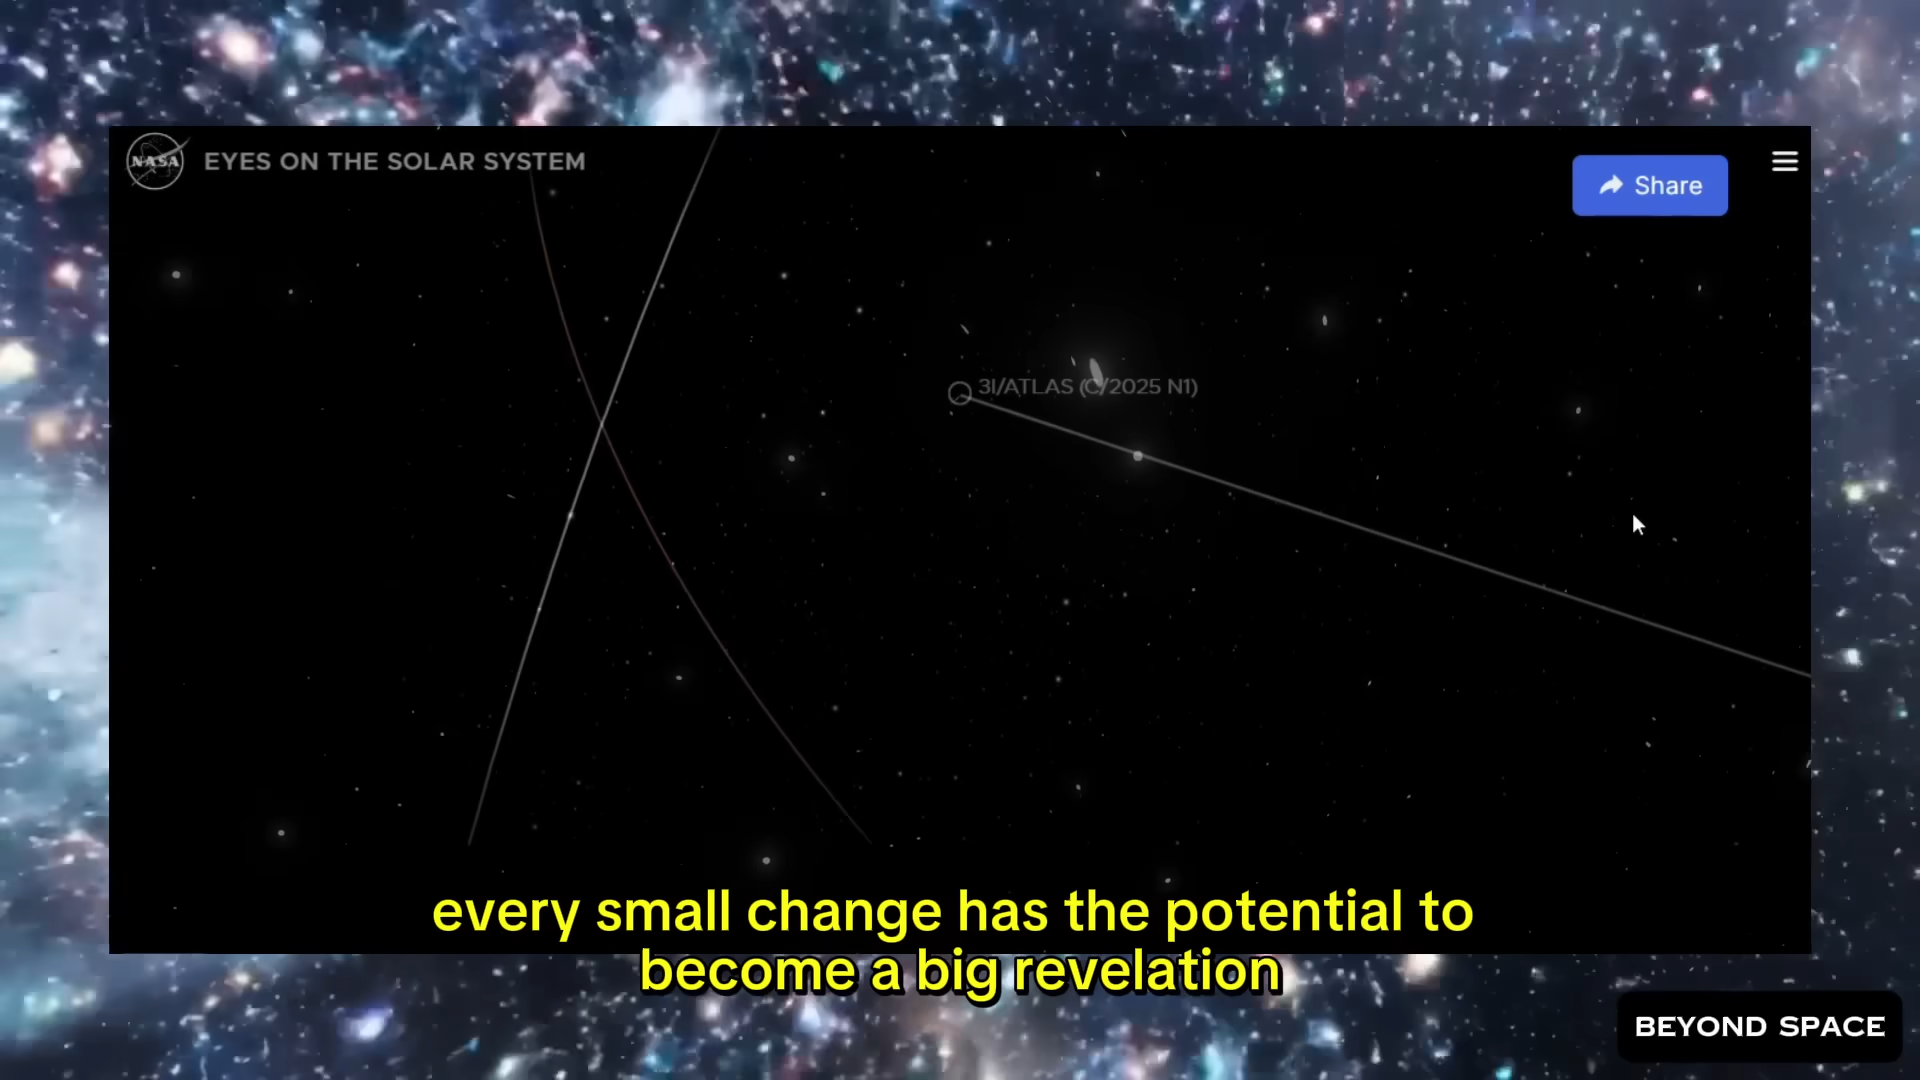 NASA
EYES ON THE SOLAR SYSTEM
Share
3I/ATLAS (C/2025 N1)
every small change has the potential to
become a big revelation
BEYOND SPACE